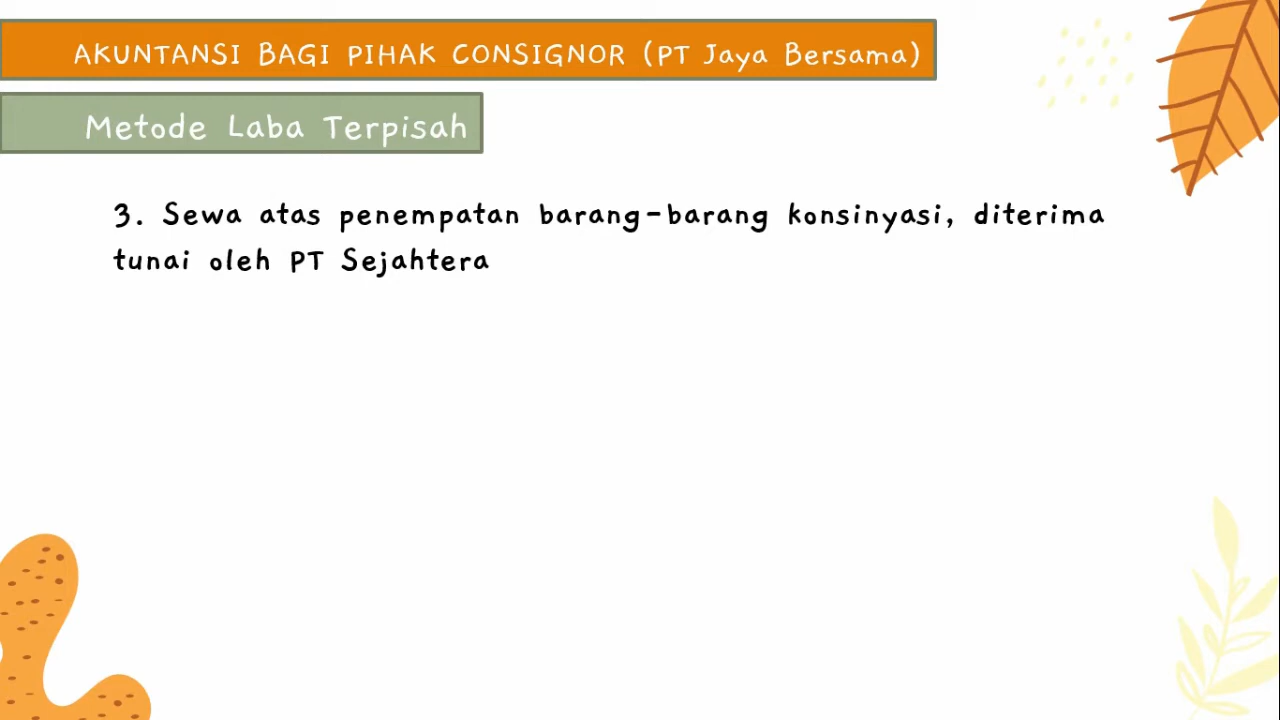 AKUNTANSI BAGI PIHAK CONSIGNOR (PT Jaya Bersama)
Metode Laba Terpisah
3. Sewa atas penempatan barang-barang konsinyasi, diterima
tunai oleh PT Sejahtera